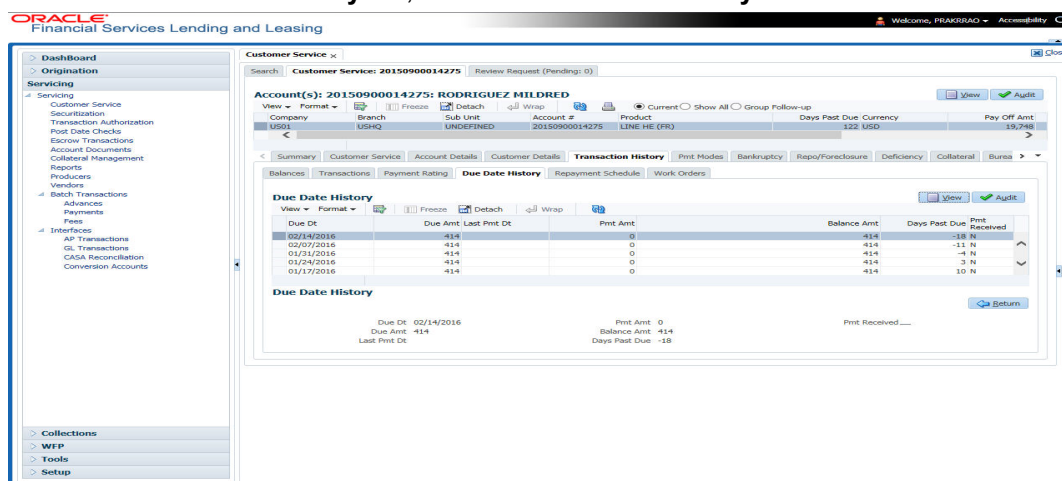 ORACLE
Financial Services Lending and Leasing
Welcome, PRAKRRAO Accessibility
Close
DashBoard
Origination
Servicing
Servicing
Customer Service
Securitization
Transaction Authorization
Post Date Checks
Escrow Transactions
Account Documents
Collateral Management
Reports
Producers
Vendors
Batch Transactions
Advances
Payments
Fees
Interfaces
AP Transactions
GL Transactions
CASA Reconciliation
Conversion Accounts
Collections
WFP
Tools
Setup
Customer Service x
Search Customer Service: 20150900014275 Review Request (Pending: 0)
Account(s): 20150900014275: RODRIGUEZ MILDRED
View Audit
View Format Freeze Detach Wrap Current Show All Group Follow-up
Company Branch Sub Unit Account # Product Days Past Due Currency Pay Off Amt
US01 USHQ UNDEFINED 20150900014275 LINE HE (FR) 122 USD 19,748
Summary Customer Service Account Details Customer Details Transaction History Pmt Modes Bankruptcy Repo/Foreclosure Deficiency Collateral Burea
Balances Transactions Payment Rating Due Date History Repayment Schedule Work Orders
Due Date History
View Audit
View Format Freeze Detach Wrap
Due Dt Due Amt Last Pmt Dt Pmt Amt Balance Amt Days Past Due Pmt Received
02/14/2016 414 0 414 -18 N
02/07/2016 414 0 414 -11 N
01/31/2016 414 0 414 -4 N
01/24/2016 414 0 414 3 N
01/17/2016 414 0 414 10 N
Due Date History
Return
Due Dt 02/14/2016 Pmt Amt 0 Pmt Received
Due Amt 414 Balance Amt 414
Last Pmt Dt Days Past Due -18